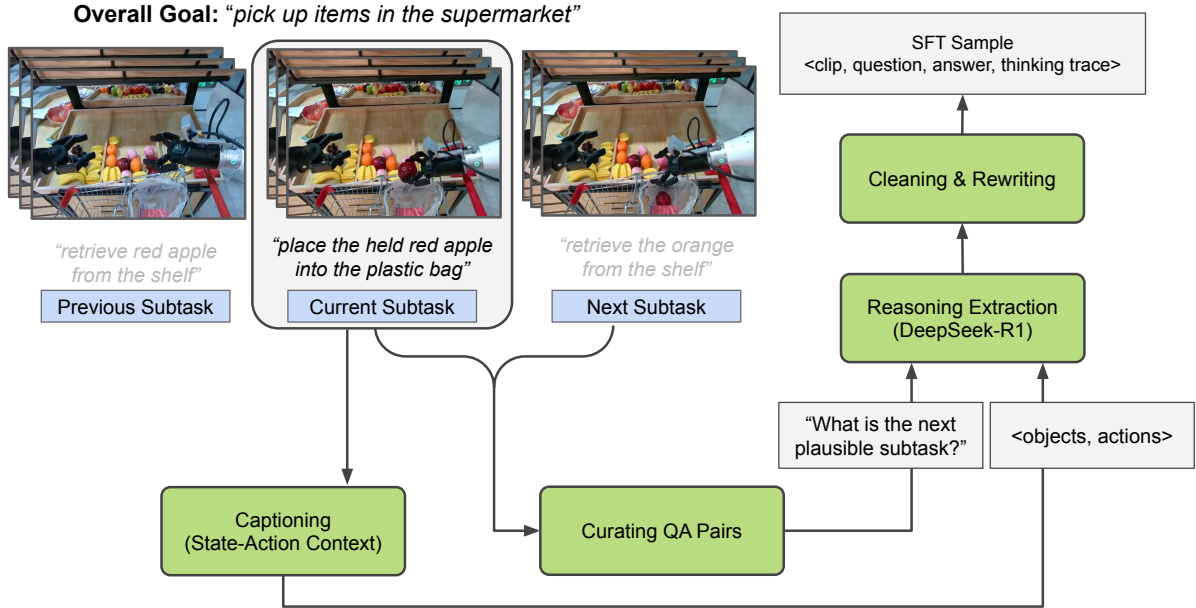 Overall Goal: “pick up items in the supermarket”
“retrieve red apple
from the shelf”
Previous Subtask
“place the held red apple
into the plastic bag”
Current Subtask
“retrieve the orange
from the shelf”
Next Subtask
SFT Sample
<clip, question, answer, thinking trace>
Cleaning & Rewriting
Reasoning Extraction
(DeepSeek-R1)
“What is the next
plausible subtask?”
<objects, actions>
Captioning
(State-Action Context)
Curating QA Pairs